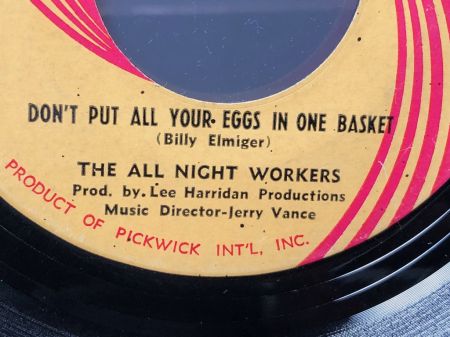 DON'T PUT ALL YOUR EGGS IN ONE BASKET
(Billy Elmiger)
THE ALL NIGHT WORKERS
Prod. by. Lee Harridan Productions
Music Director-Jerry Vance
PRODUCT OF PICKWICK INT'L, INC.